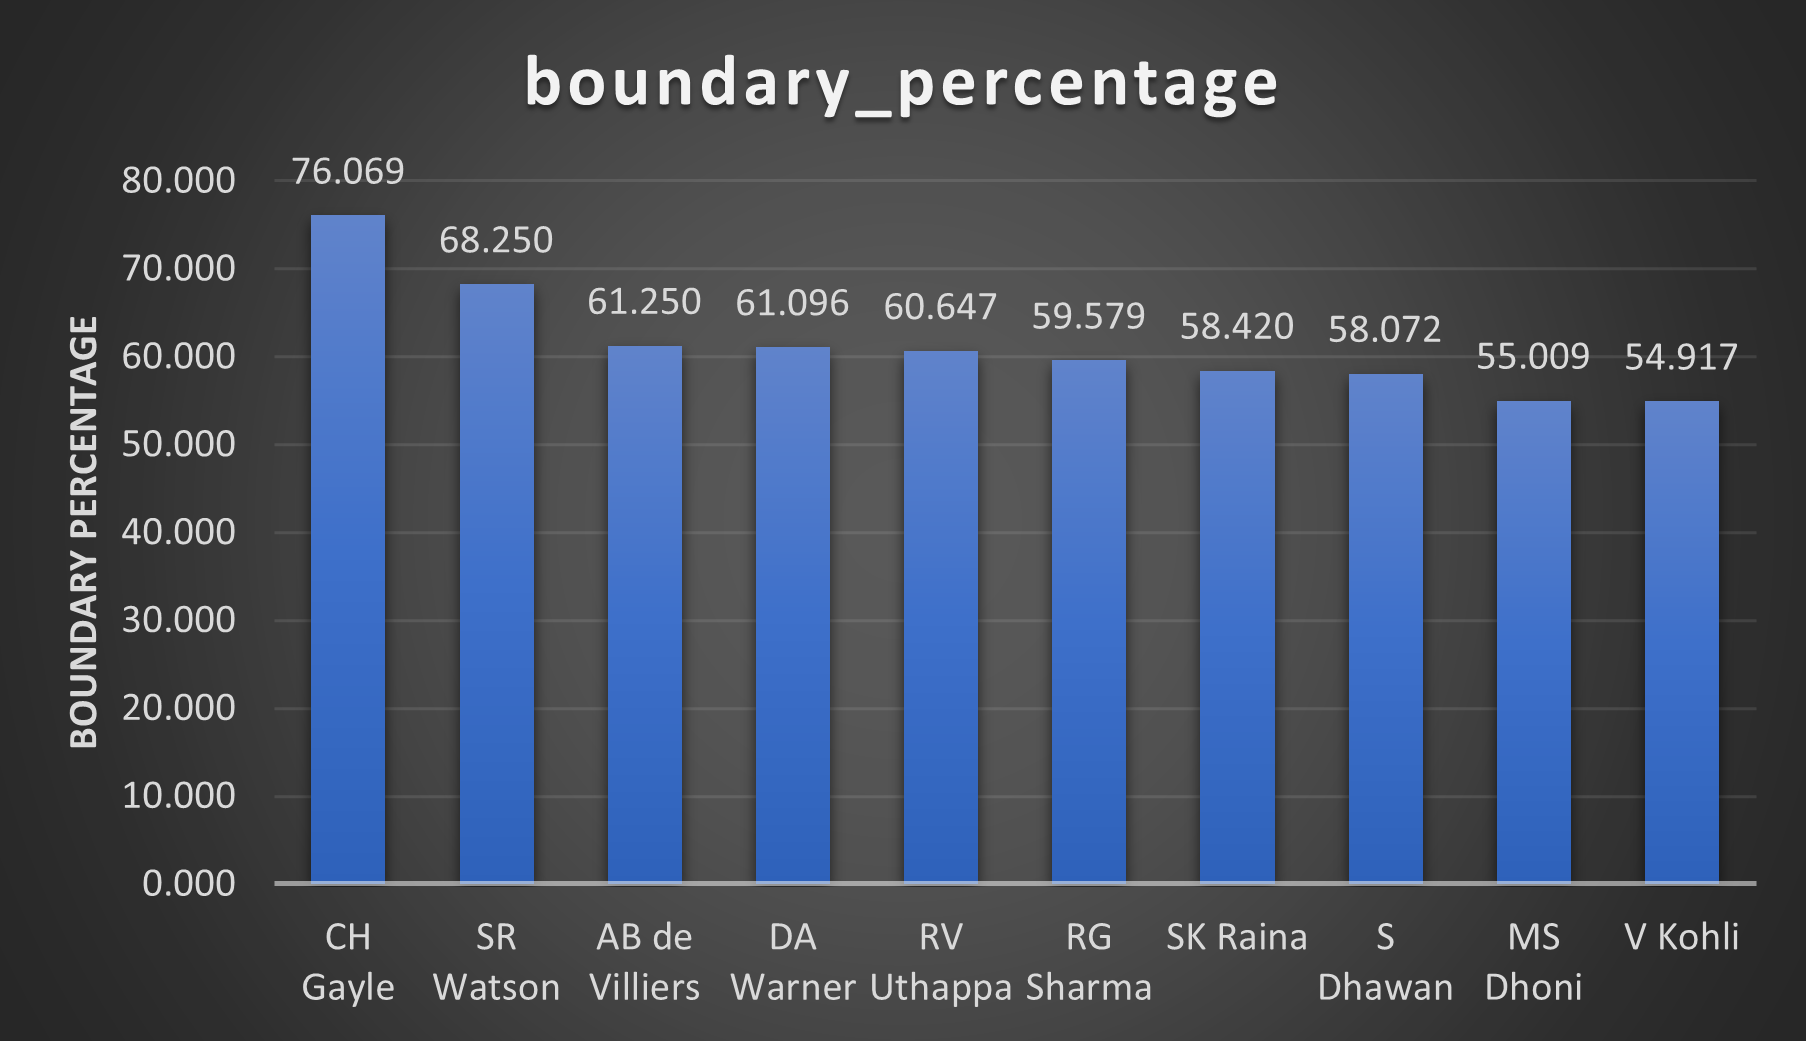 boundary_percentage
BOUNDARY PERCENTAGE
80.000
70.000
60.000
50.000
40.000
30.000
20.000
10.000
0.000
76.069
68.250
61.250
61.096
60.647
59.579
58.420
58.072
55.009
54.917
CH
Gayle
SR
Watson
AB de
Villiers
DA
Warner
RV
Uthappa
RG
Sharma
SK Raina
S
Dhawan
MS
Dhoni
V Kohli